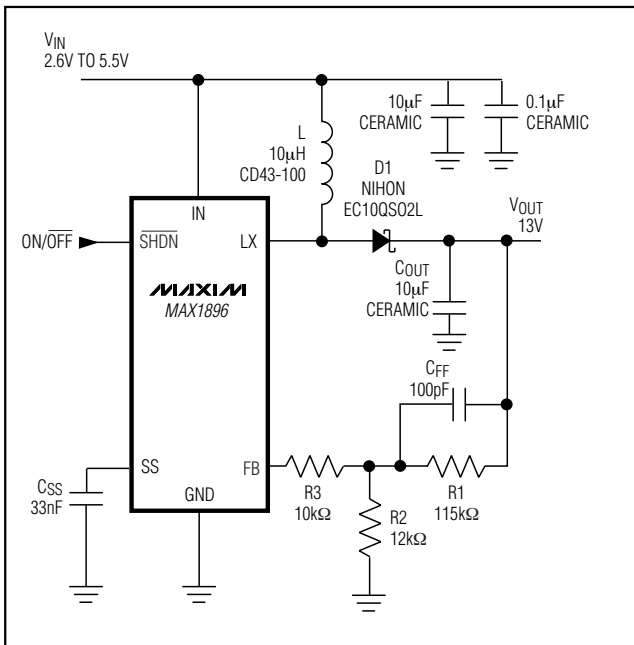 VIN
2.6V TO 5.5V
10μF
CERAMIC
0.1μF
CERAMIC
L
10μH
CD43-100
D1
NIHON
EC10QS02L
VOUT
13V
IN
ON/OFF
SHDN
LX
MAXIM
MAX1896
COUT
10μF
CERAMIC
CFF
100pF
SS
FB
GND
CSS
33nF
R3
10kΩ
R1
115kΩ
R2
12kΩ